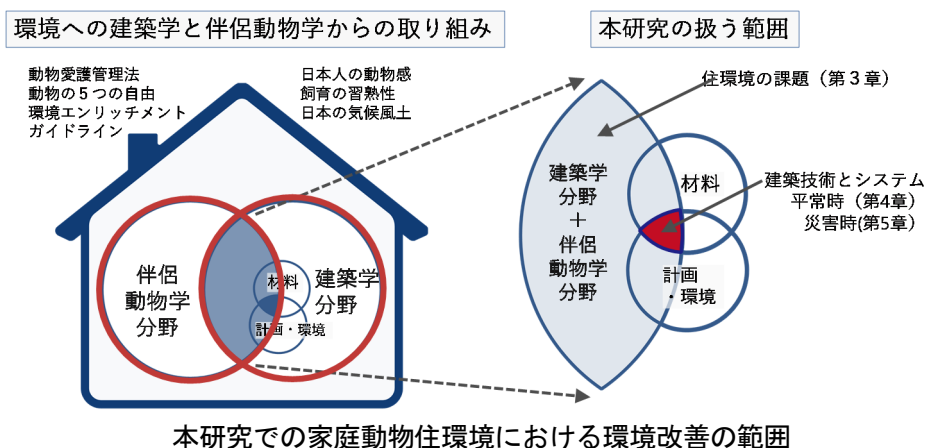 環境への建築学と伴侶動物学からの取り組み
動物愛護管理法
動物の５つの自由
環境エンリッチメント
ガイドライン
日本人の動物感
飼育の習熟性
日本の気候風土
伴侶
動物学
分野
材料
計画・環境
建築学
分野
本研究の扱う範囲
住環境の課題（第３章）
建築学
分野
＋
伴侶
動物学
分野
材料
計画
・環境
建築技術とシステム
平常時（第4章）
災害時(第5章）
本研究での家庭動物住環境における環境改善の範囲